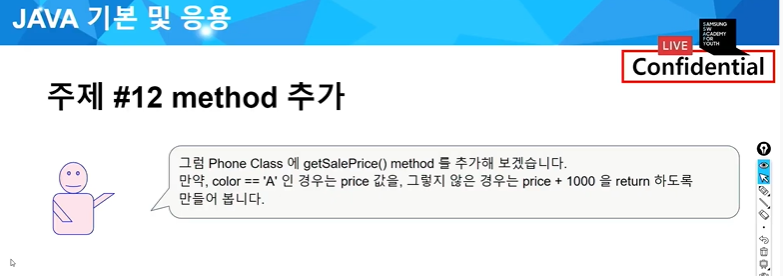 JAVA 기본 및 응용
SAMSUNG
SW
ACADEMY
FOR
YOUTH
LIVE
Confidential
주제 #12 method 추가
그럼 Phone Class 에 getSalePrice() method 를 추가해 보겠습니다.
만약, color == 'A' 인 경우는 price 값을, 그렇지 않은 경우는 price + 1000 을 return 하도록
만들어 봅니다.